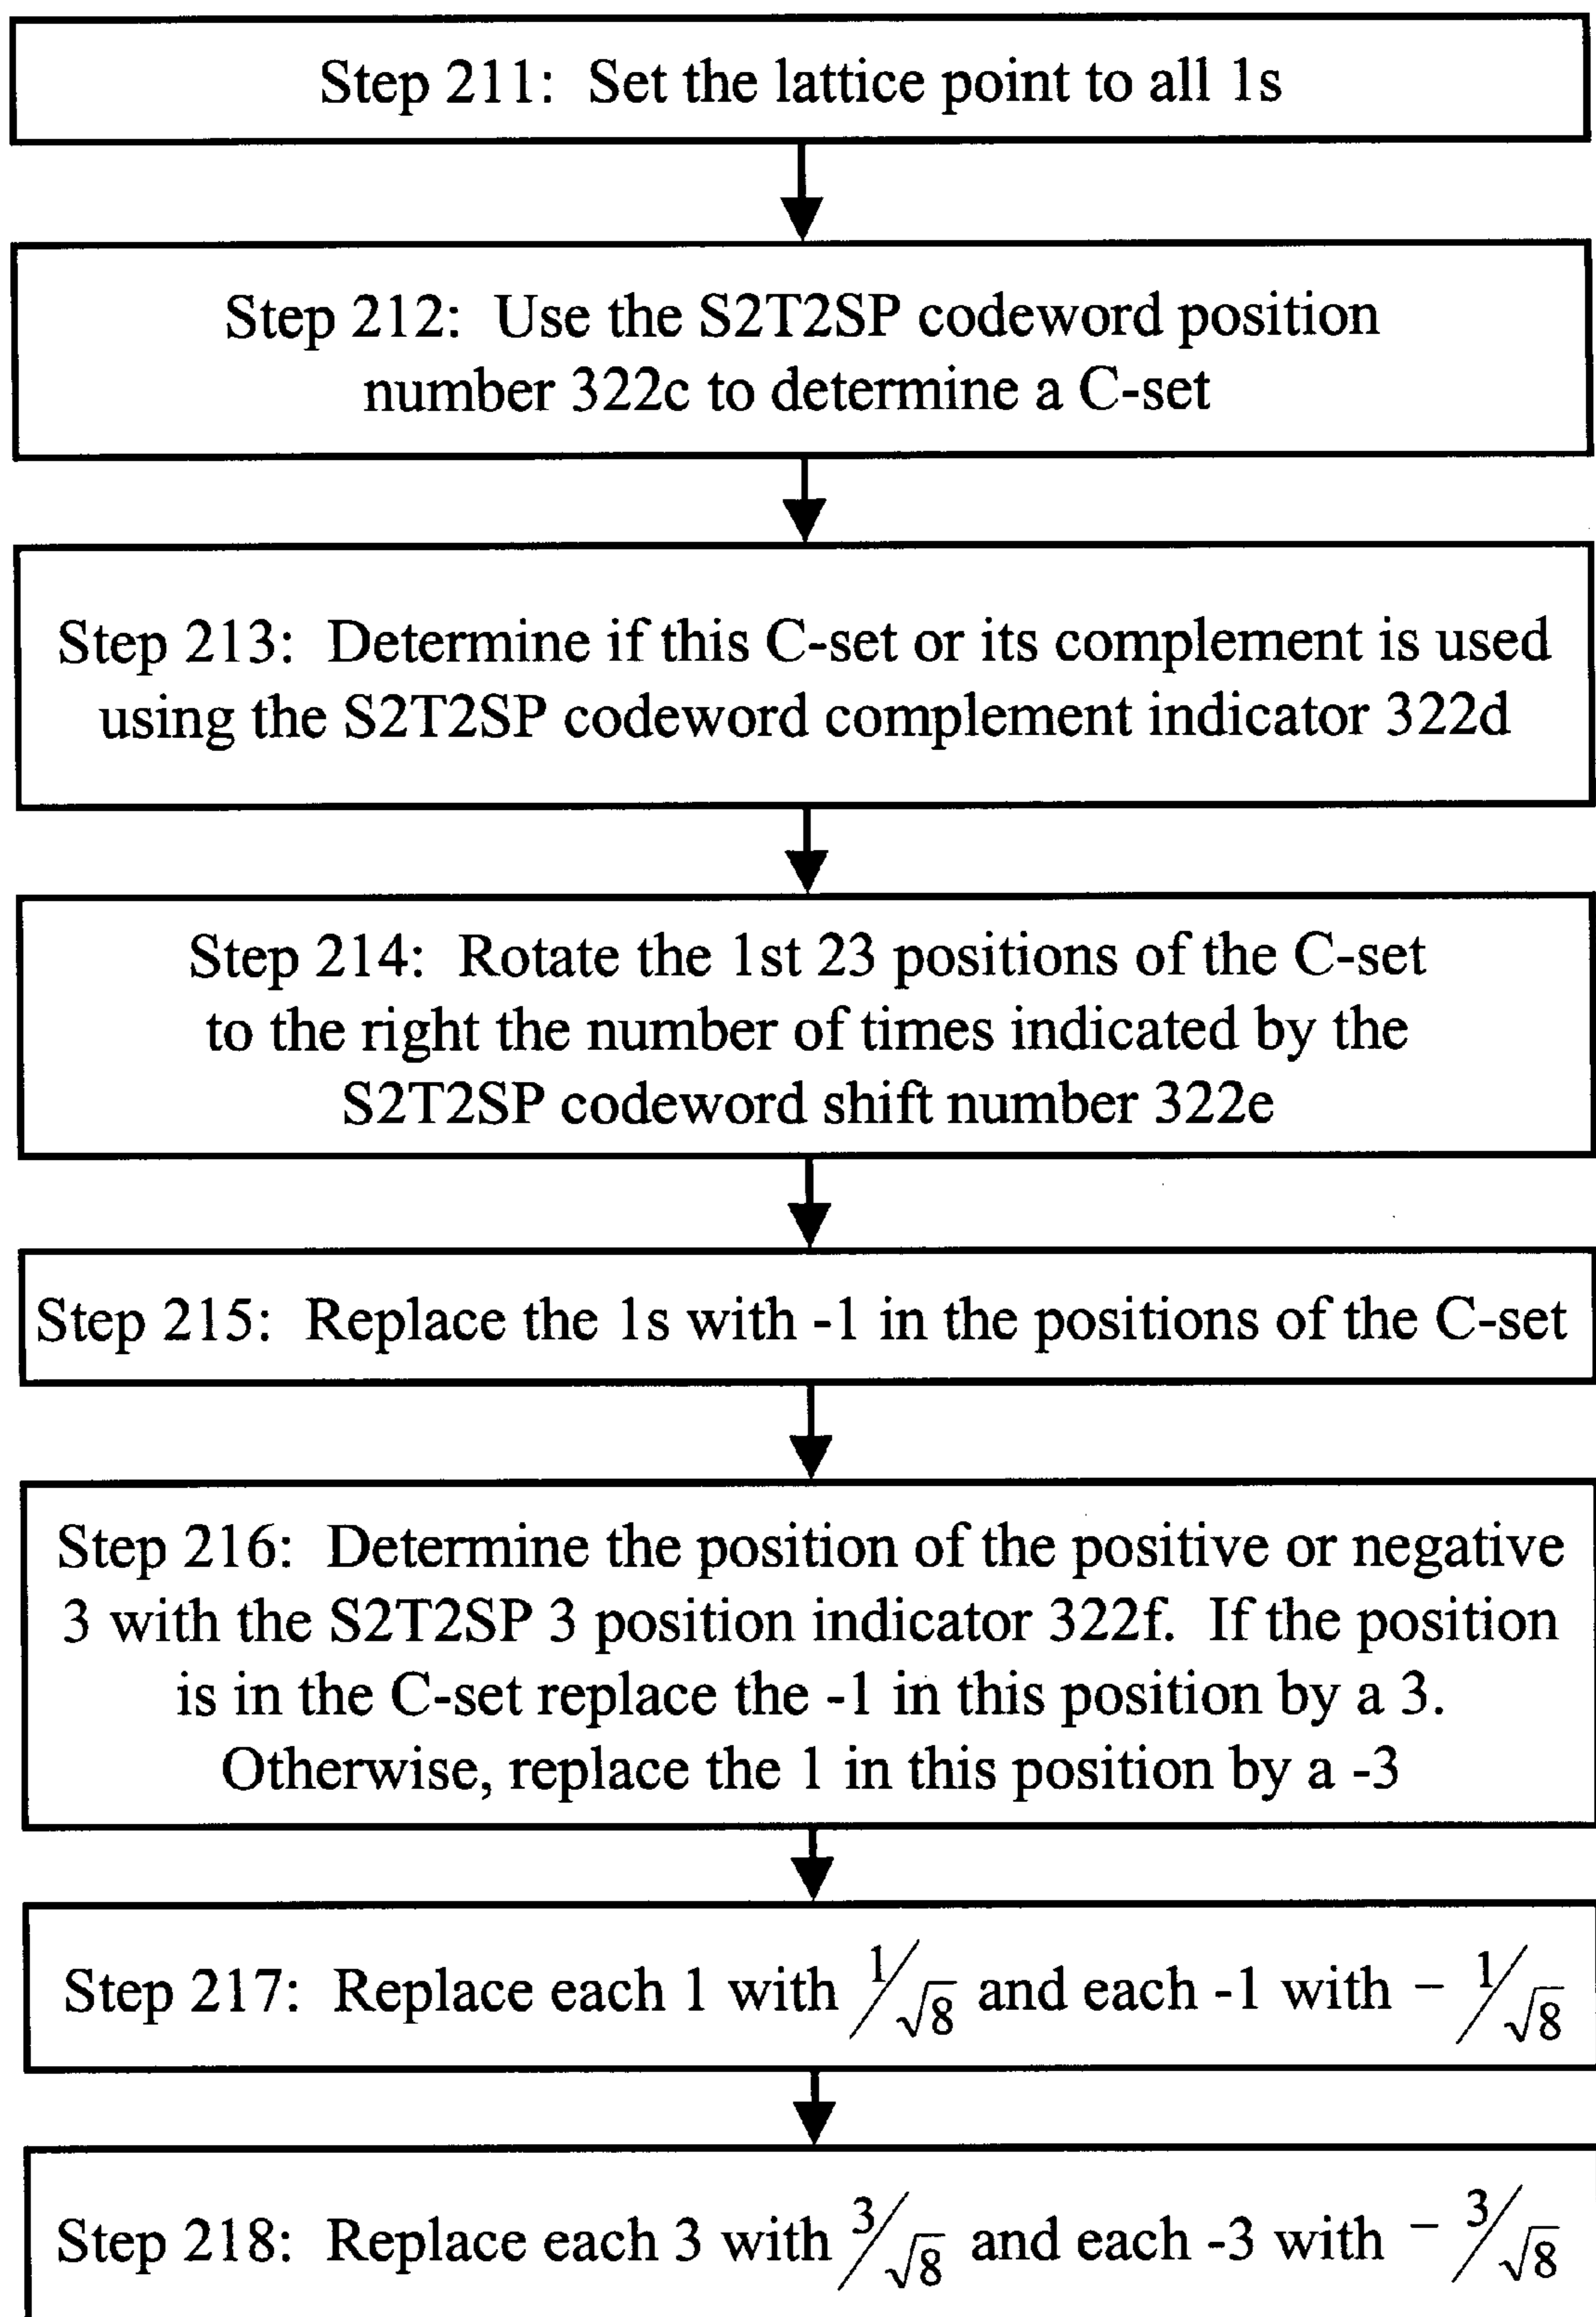 Step 211: Set the lattice point to all 1s
Step 212: Use the S2T2SP codeword position
number 322c to determine a C-set
Step 213: Determine if this C-set or its complement is used
using the S2T2SP codeword complement indicator 322d
Step 214: Rotate the 1st 23 positions of the C-set
to the right the number of times indicated by the
S2T2SP codeword shift number 322e
Step 215: Replace the 1s with -1 in the positions of the C-set
Step 216: Determine the position of the positive or negative
3 with the S2T2SP 3 position indicator 322f. If the position
is in the C-set replace the -1 in this position by a 3.
Otherwise, replace the 1 in this position by a -3
Step 217: Replace each 1 with 1/√8 and each -1 with - 1/√8
Step 218: Replace each 3 with 3/√8 and each -3 with - 3/√8